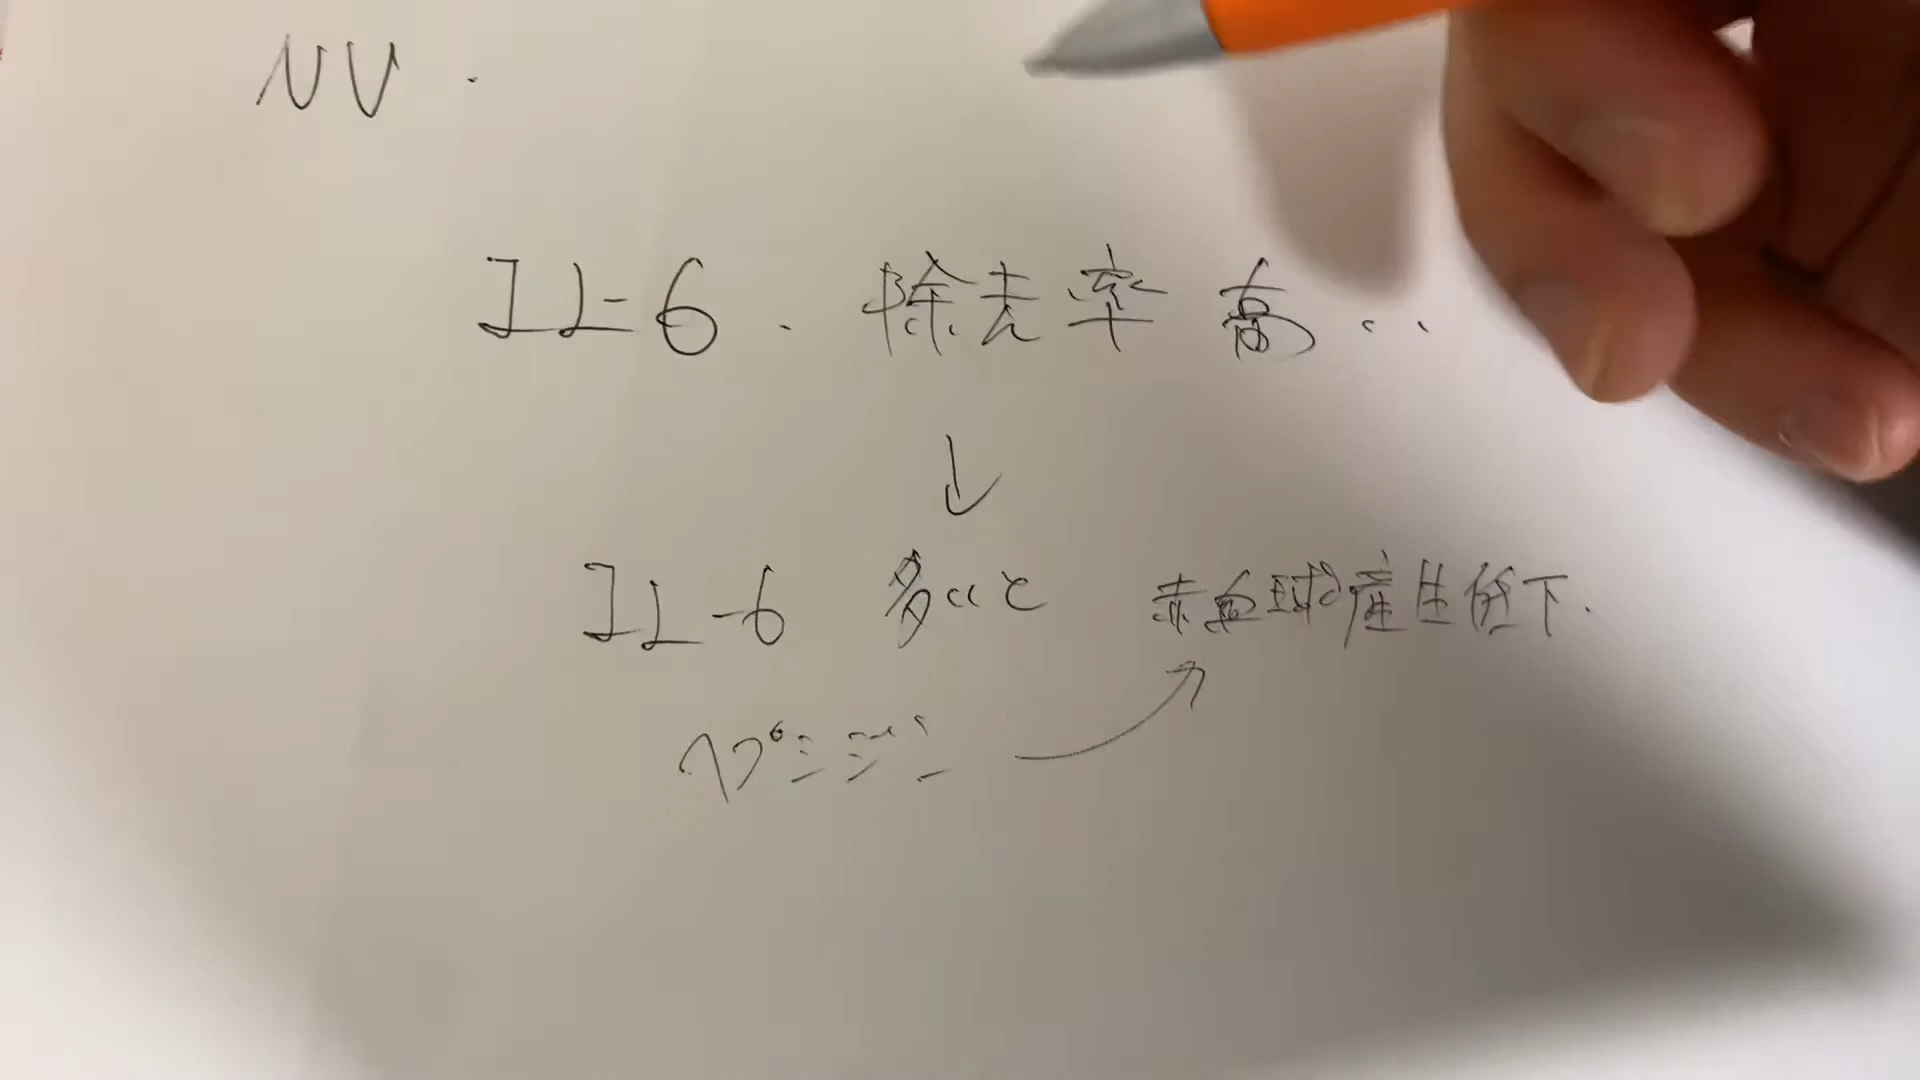 NV.
IL-6. 除去率 高い.
↓
IL-6 多いと 赤血球産生低下.
ヘプシジン